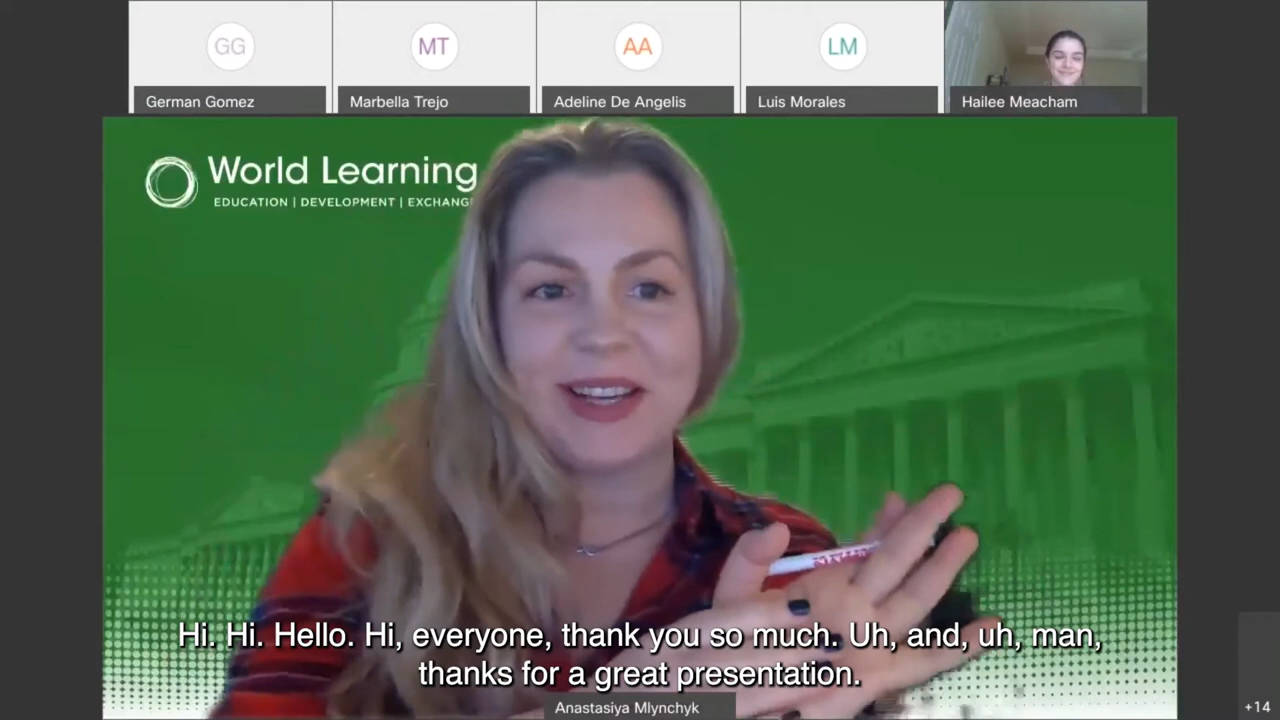 GG
MT
AA
LM
German Gomez
Marbella Trejo
Adeline De Angelis
Luis Morales
Hailee Meacham
World Learning
EDUCATION | DEVELOPMENT | EXCHANG
Hi. Hi. Hello. Hi, everyone, thank you so much. Uh, and, uh, man,
thanks for a great presentation.
Anastasiya Mlynchyk
+14